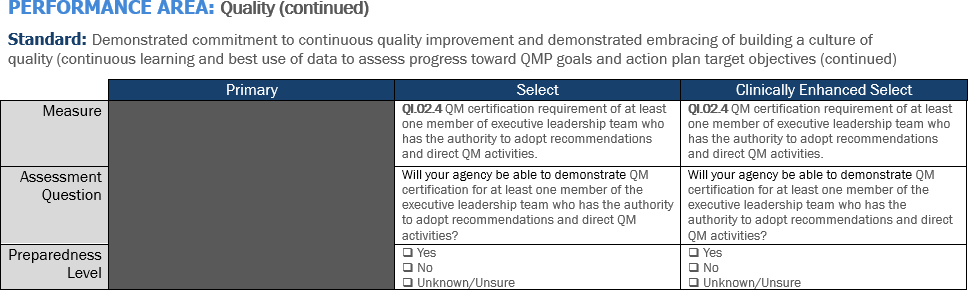 PERFORMANCE AREA: Quality (continued)
Standard: Demonstrated commitment to continuous quality improvement and demonstrated embracing of building a culture of
quality (continuous learning and best use of data to assess progress toward QMP goals and action plan target objectives (continued)
Primary
Select
Clinically Enhanced Select
Measure
QI.02.4 QM certification requirement of at least
one member of executive leadership team who
has the authority to adopt recommendations
and direct QM activities.
QI.02.4 QM certification requirement of at least
one member of executive leadership team who
has the authority to adopt recommendations
and direct QM activities.
Assessment
Question
Will your agency be able to demonstrate QM
certification for at least one member of the
executive leadership team who has the authority
to adopt recommendations and direct QM
activities?
Will your agency be able to demonstrate QM
certification for at least one member of the
executive leadership team who has the
authority to adopt recommendations and direct
QM activities?
Preparedness
Level
❑ Yes
❑ No
❑ Unknown/Unsure
❑ Yes
❑ No
❑ Unknown/Unsure